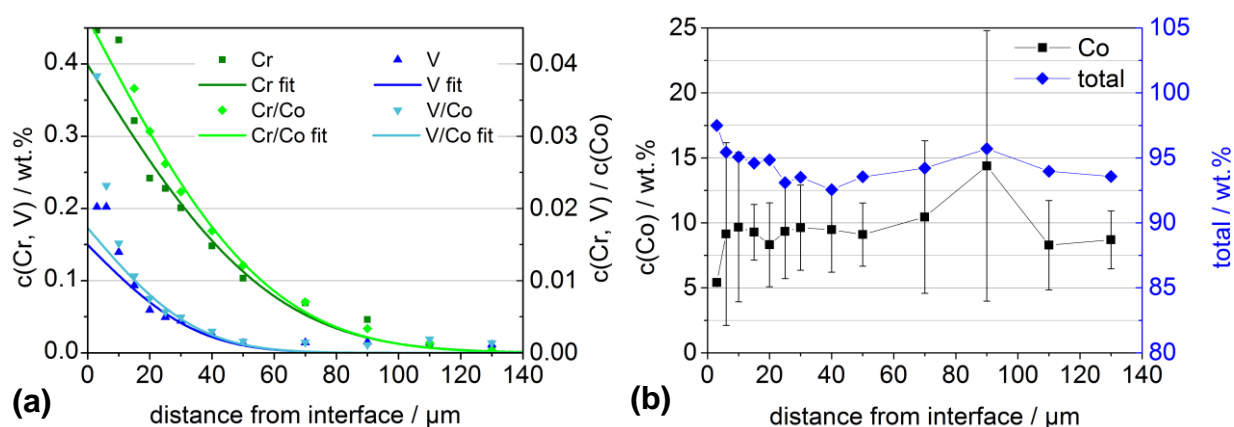 0.4
0.3
0.2
0.1
0.0
c(Cr, V) / wt.%
Cr
V
Cr fit
V fit
Cr/Co
V/Co
Cr/Co fit
V/Co fit
0.04
0.03
0.02
0.01
0.00
c(Cr, V) / c(Co)
0 20 40 60 80 100 120 140
distance from interface / µm
(a)
25
20
15
10
5
0
c(Co) / wt.%
Co
total
105
100
95
90
85
80
total / wt.%
0 20 40 60 80 100 120 140
distance from interface / µm
(b)